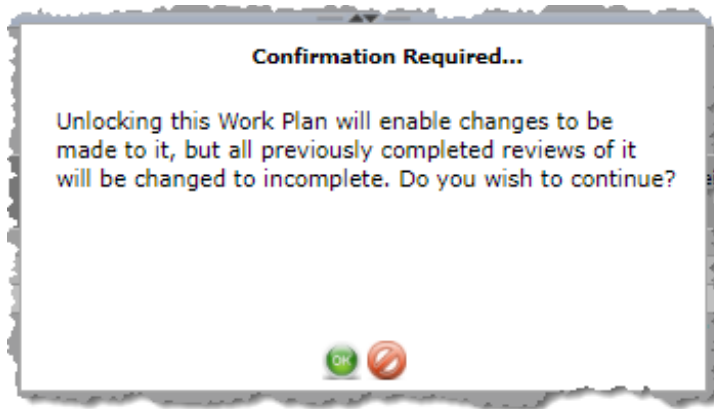 Confirmation Required...
Unlocking this Work Plan will enable changes to be
made to it, but all previously completed reviews of it
will be changed to incomplete. Do you wish to continue?
OK